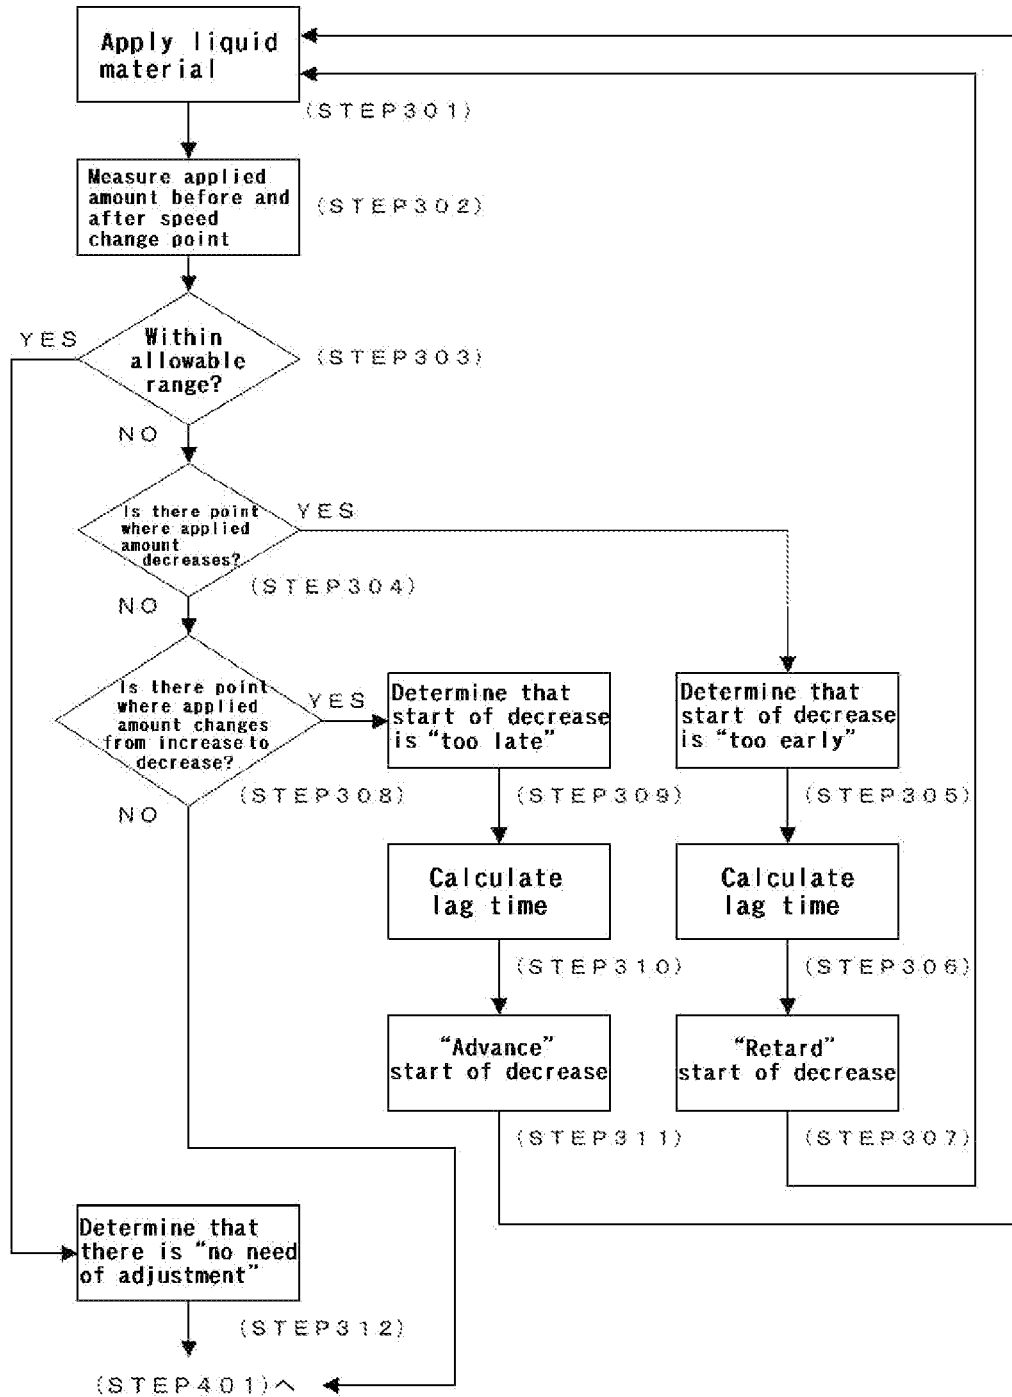 Apply liquid
material
(STEP301)
Measure applied
amount before and
after speed
change point
(STEP302)
YES
Within
allowable
range?
(STEP303)
NO
Is there point
where applied
amount
decreases?
YES
(STEP304)
NO
Is there point
where applied
amount changes
from increase to
decrease?
YES
(STEP308)
NO
Determine that
start of decrease
is “too late”
(STEP309)
Calculate
lag time
(STEP310)
“Advance”
start of decrease
(STEP311)
Determine that
start of decrease
is “too early”
(STEP305)
Calculate
lag time
(STEP306)
“Retard”
start of decrease
(STEP307)
Determine that
there is “no need
of adjustment”
(STEP312)
(STEP401)へ